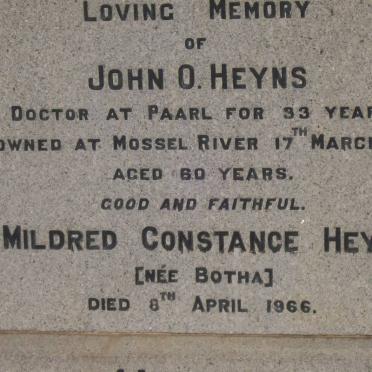 LOVING MEMORY
OF
JOHN O. HEYNS
DOCTOR AT PAARL FOR 33 YEAR
OWNED AT MOSSEL RIVER 17TH MARC
AGED 60 YEARS.
GOOD AND FAITHFUL.
MILDRED CONSTANCE HEY
[NÉE BOTHA]
DIED 8TH APRIL 1966.